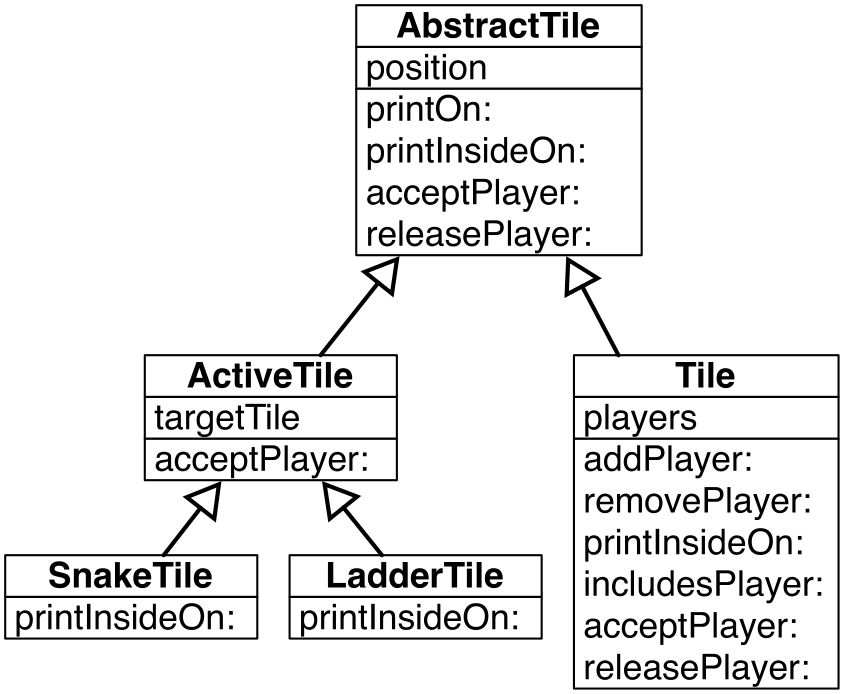 AbstractTile
position
printOn:
printInsideOn:
acceptPlayer:
releasePlayer:
ActiveTile
targetTile
acceptPlayer:
Tile
players
addPlayer:
removePlayer:
printInsideOn:
includesPlayer:
acceptPlayer:
releasePlayer:
SnakeTile
printInsideOn:
LadderTile
printInsideOn: